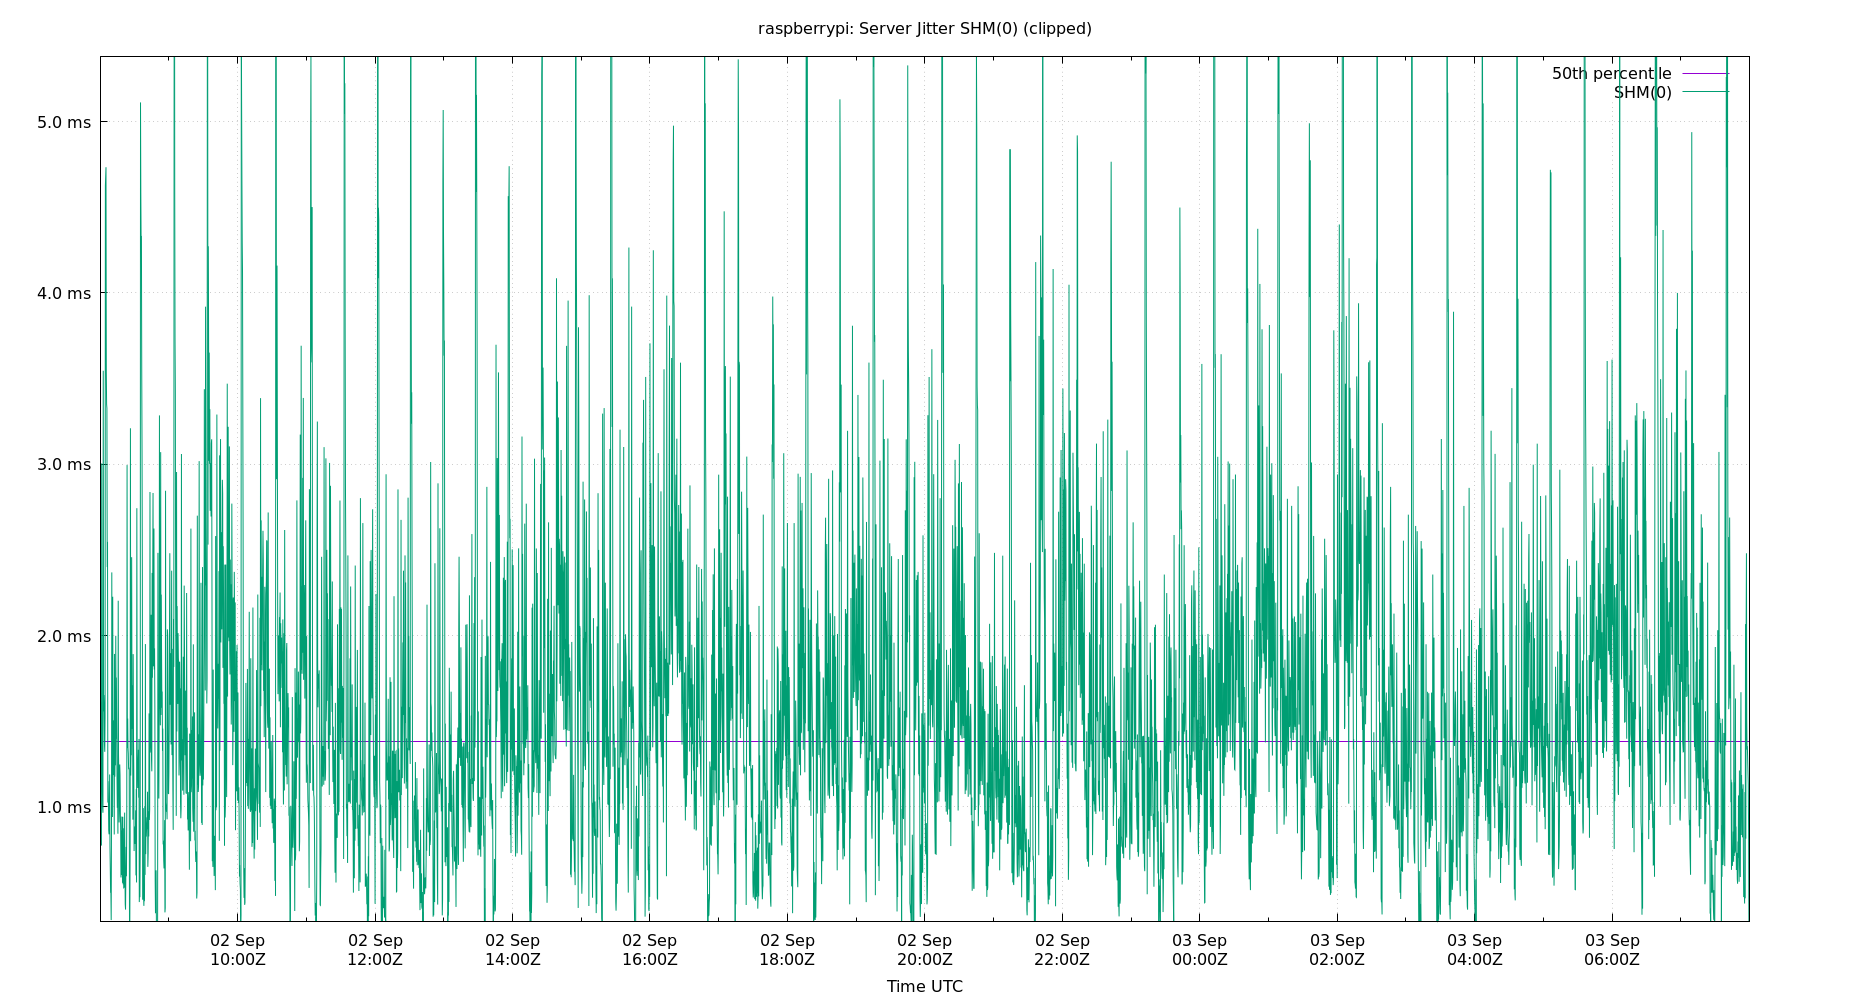 raspberrypi: Server Jitter SHM(0) (clipped)
50th percentile
SHM(0)
5.0 ms
4.0 ms
3.0 ms
2.0 ms
1.0 ms
02 Sep 02 Sep 02 Sep 02 Sep 02 Sep 02 Sep 02 Sep 03 Sep 03 Sep 03 Sep 03 Sep
10:00Z 12:00Z 14:00Z 16:00Z 18:00Z 20:00Z 22:00Z 00:00Z 02:00Z 04:00Z 06:00Z
Time UTC